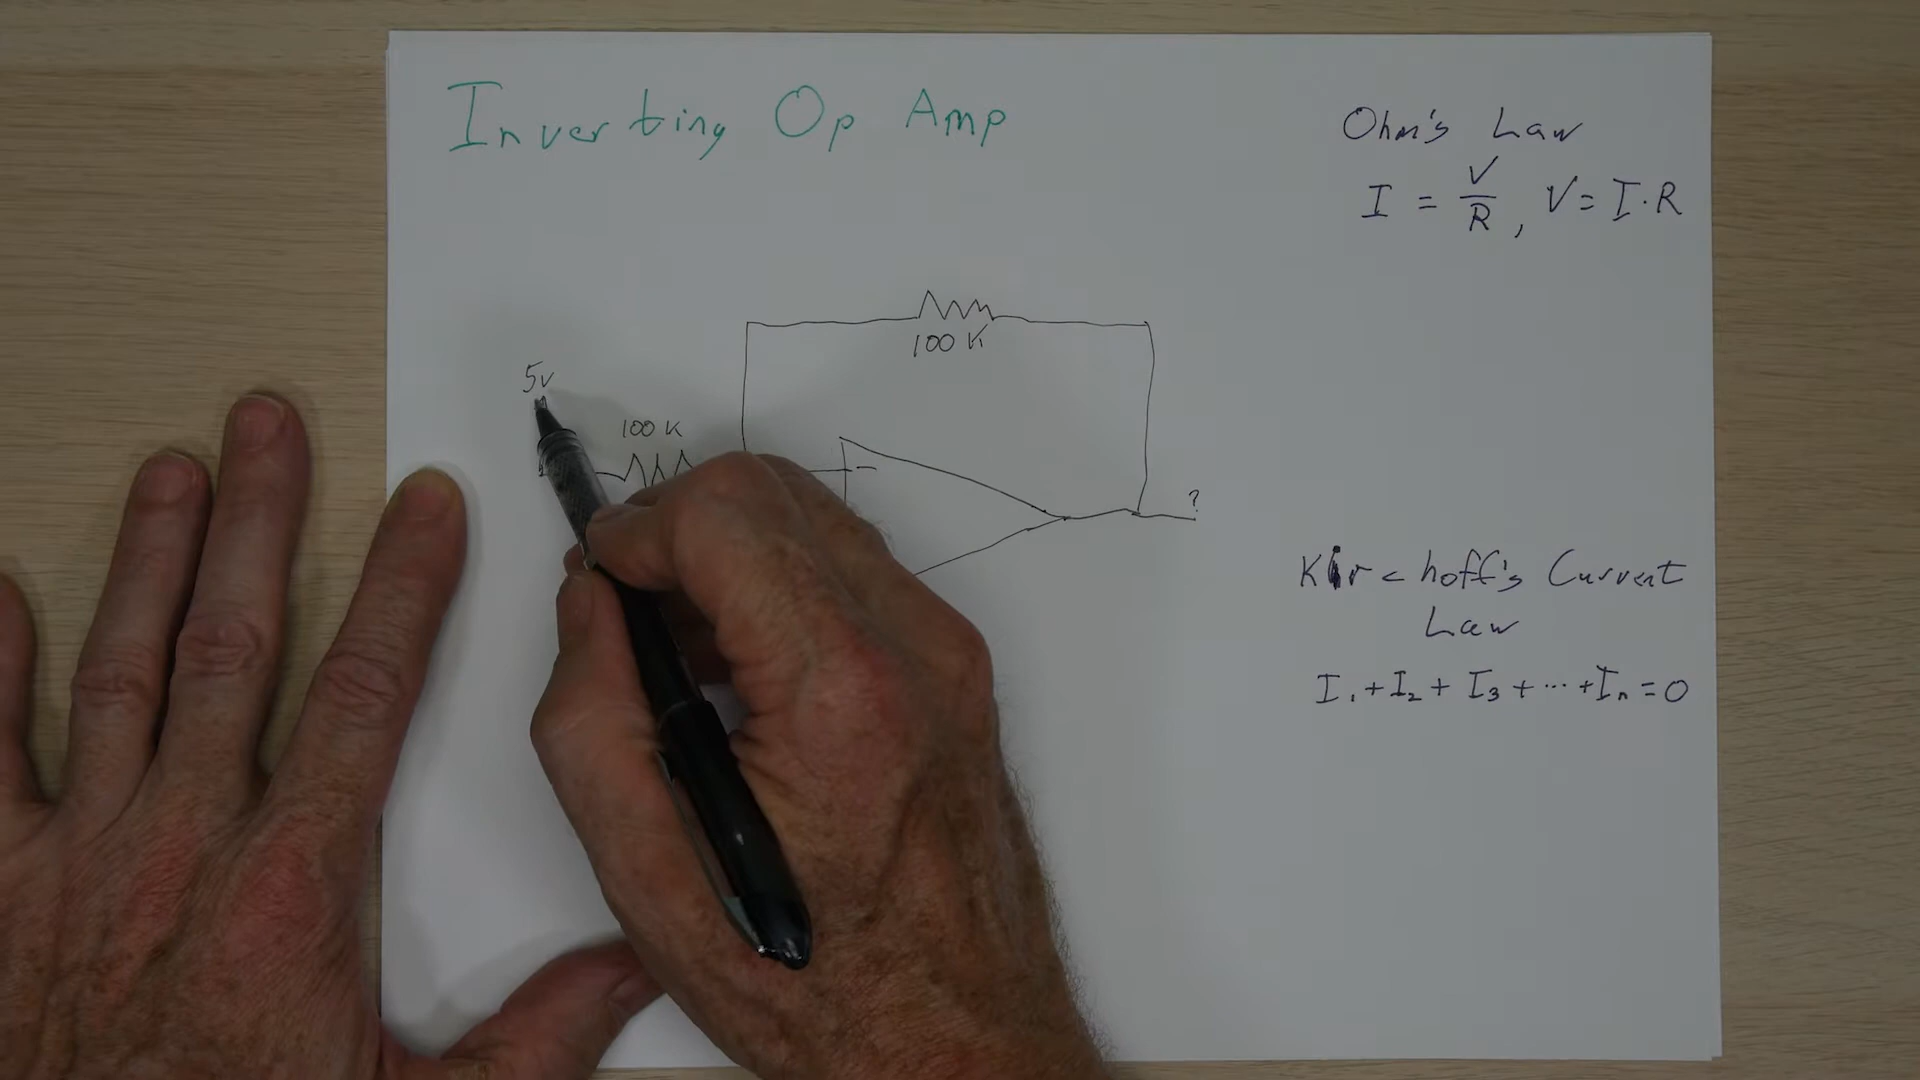 Inverting Op Amp
Ohm's Law
I = V/R, V = I·R
100 K
5v
100 K
−
?
Kirchoff's Current
Law
I₁ + I₂ + I₃ + ··· + Iₙ = 0